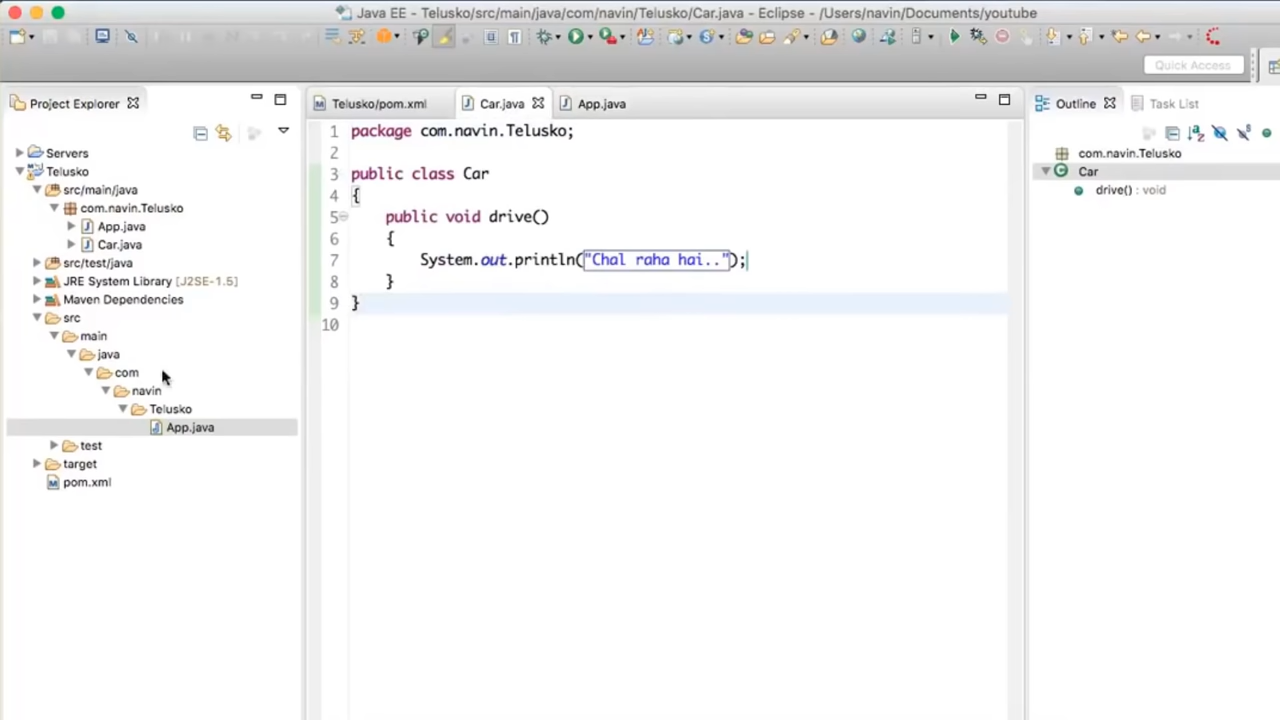 Java EE - Telusko/src/main/java/com/navin/Telusko/Car.java - Eclipse - /Users/navin/Documents/youtube
Quick Access
Project Explorer
Servers
Telusko
src/main/java
com.navin.Telusko
App.java
Car.java
src/test/java
JRE System Library [J2SE-1.5]
Maven Dependencies
src
main
java
com
navin
Telusko
App.java
test
target
pom.xml
Telusko/pom.xml
Car.java
App.java
1 package com.navin.Telusko;
2
3 public class Car
4 {
5 public void drive()
6 {
7 System.out.println("Chal raha hai..");
8 }
9 }
10
Outline
Task List
com.navin.Telusko
Car
drive() : void